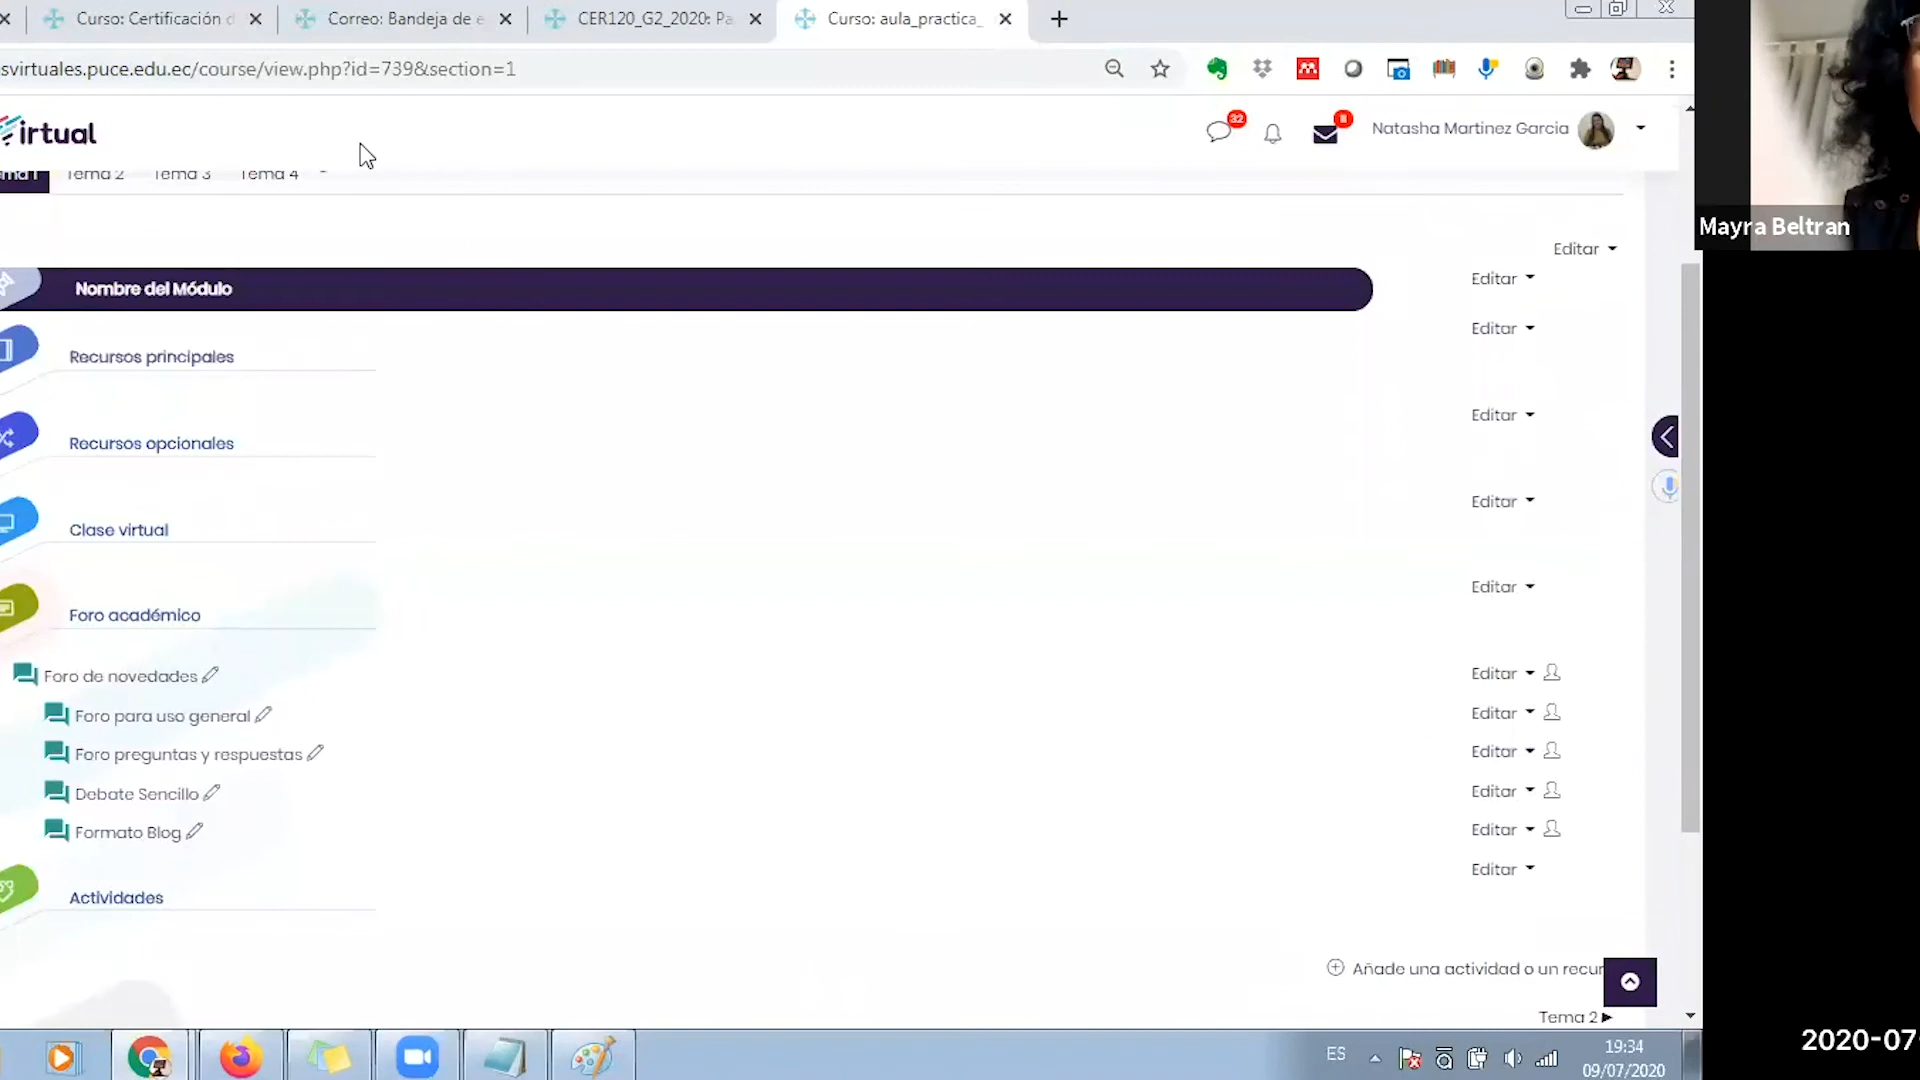 Curso: Certificación d
Correo: Bandeja de e
CER120_G2_2020: Pa
Curso: aula_practica_
svirtuales.puce.edu.ec/course/view.php?id=739&section=1
irtual
32
Natasha Martinez Garcia
Mayra Beltran
Tema 2
Tema 3
Tema 4
Editar
Nombre del Módulo
Editar
Editar
Recursos principales
Editar
Recursos opcionales
Editar
Clase virtual
Editar
Foro académico
Foro de novedades
Editar
Foro para uso general
Editar
Foro preguntas y respuestas
Editar
Debate Sencillo
Editar
Formato Blog
Editar
Editar
Actividades
Añade una actividad o un recur
Tema 2
ES
19:34
09/07/2020
2020-07